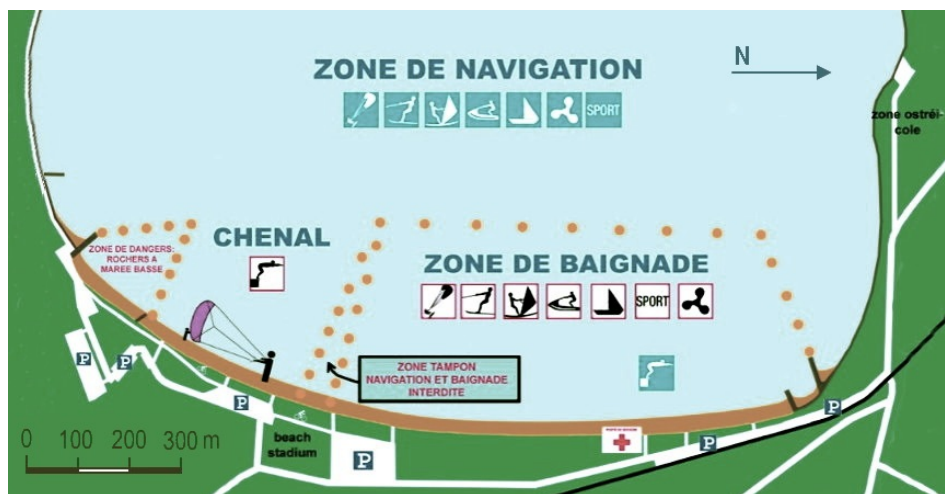 ZONE DE NAVIGATION
N
SPORT
zone ostréi-
cole
CHENAL
ZONE DE DANGERS:
ROCHERS A
MAREE BASSE
ZONE DE BAIGNADE
SPORT
ZONE TAMPON
NAVIGATION ET BAIGNADE
INTERDITE
P
P
P
P
P
P
beach
stadium
0 100 200 300 m